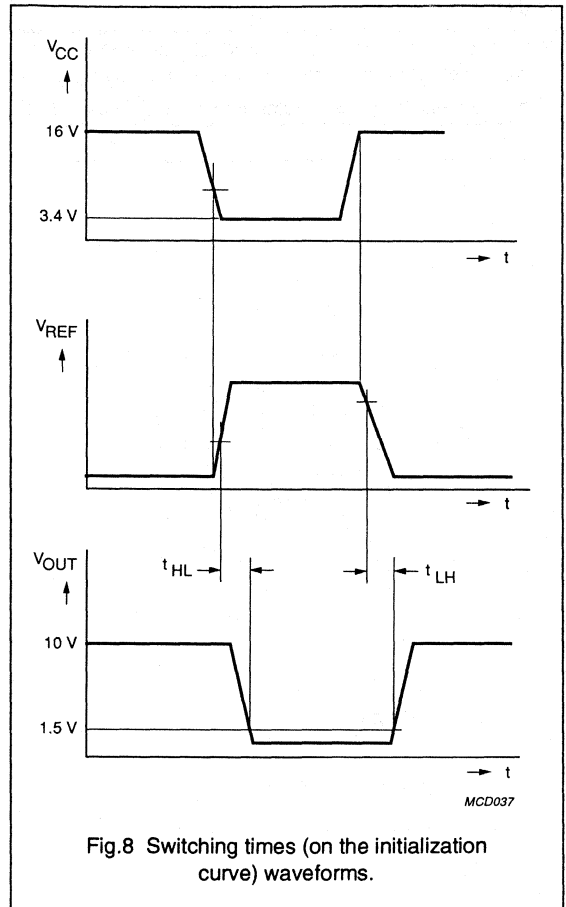 VCC
16 V
3.4 V
t
VREF
t
VOUT
tHL
tLH
10 V
1.5 V
t
MCD037
Fig.8 Switching times (on the initialization
curve) waveforms.